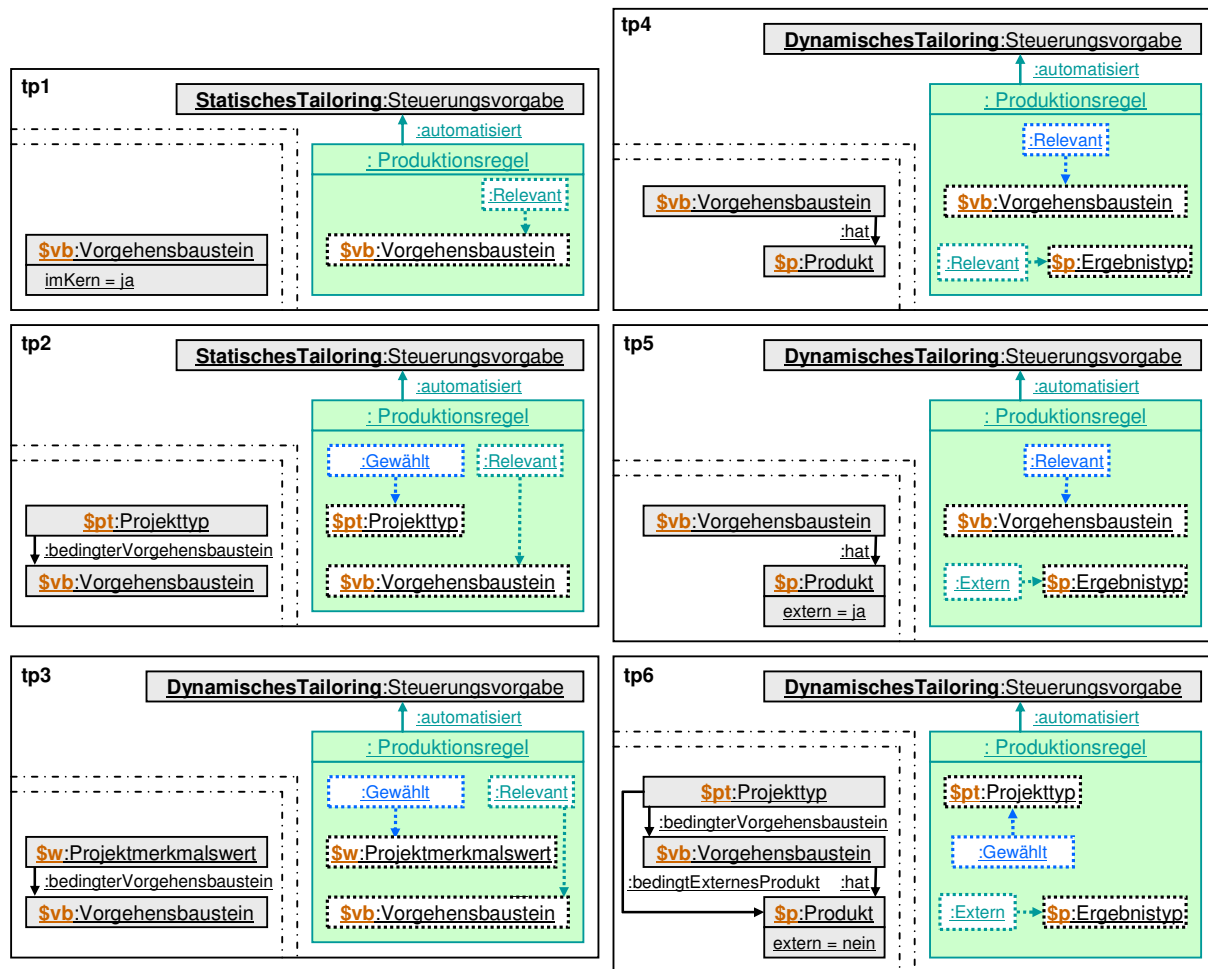 tp1
StatischesTailoring:Steuerungsvorgabe
:automatisiert
: Produktionsregel
:Relevant
$vb:Vorgehensbaustein
$vb:Vorgehensbaustein
imKern = ja
tp2
StatischesTailoring:Steuerungsvorgabe
:automatisiert
: Produktionsregel
:Gewählt
:Relevant
$pt:Projekttyp
$pt:Projekttyp
:bedingterVorgehensbaustein
$vb:Vorgehensbaustein
$vb:Vorgehensbaustein
tp3
DynamischesTailoring:Steuerungsvorgabe
:automatisiert
: Produktionsregel
:Gewählt
:Relevant
$w:Projektmerkmalswert
$w:Projektmerkmalswert
:bedingterVorgehensbaustein
$vb:Vorgehensbaustein
$vb:Vorgehensbaustein
tp4
DynamischesTailoring:Steuerungsvorgabe
:automatisiert
: Produktionsregel
:Relevant
$vb:Vorgehensbaustein
$vb:Vorgehensbaustein
:hat
$p:Produkt
:Relevant
$p:Ergebnistyp
tp5
DynamischesTailoring:Steuerungsvorgabe
:automatisiert
: Produktionsregel
:Relevant
$vb:Vorgehensbaustein
$vb:Vorgehensbaustein
:hat
$p:Produkt
extern = ja
:Extern
$p:Ergebnistyp
tp6
DynamischesTailoring:Steuerungsvorgabe
:automatisiert
: Produktionsregel
$pt:Projekttyp
$pt:Projekttyp
:bedingterVorgehensbaustein
$vb:Vorgehensbaustein
:Gewählt
:bedingtExternesProdukt
:hat
$p:Produkt
extern = nein
:Extern
$p:Ergebnistyp